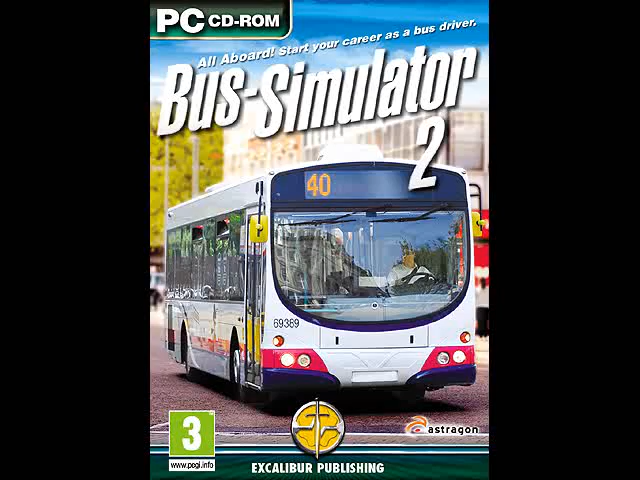 PC CD-ROM
All Aboard! Start your career as a bus driver.
Bus-Simulator
2
40
69389
3
www.pegi.info
astragon
EXCALIBUR PUBLISHING